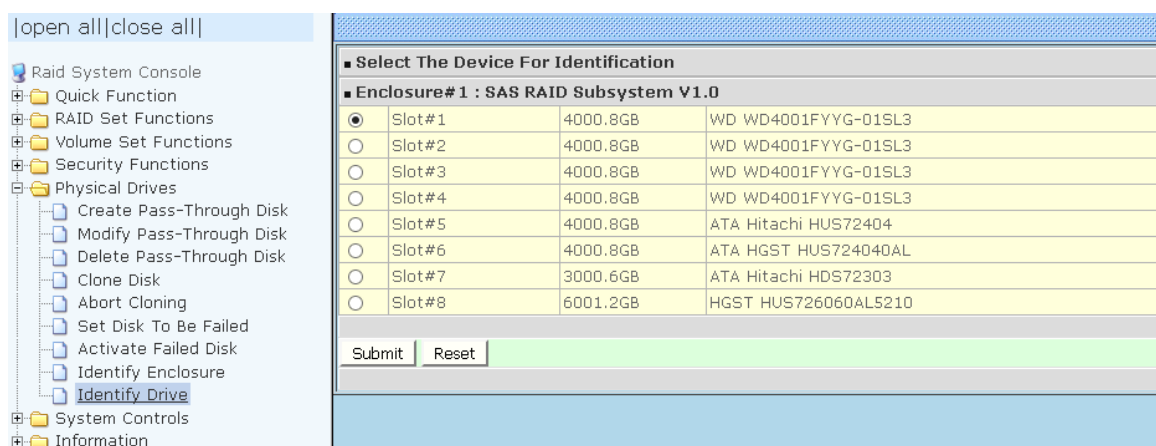 |open all|close all|
Raid System Console
Quick Function
RAID Set Functions
Volume Set Functions
Security Functions
Physical Drives
Create Pass-Through Disk
Modify Pass-Through Disk
Delete Pass-Through Disk
Clone Disk
Abort Cloning
Set Disk To Be Failed
Activate Failed Disk
Identify Enclosure
Identify Drive
System Controls
Information
Select The Device For Identification
Enclosure#1 : SAS RAID Subsystem V1.0
Slot#1 4000.8GB WD WD4001FYYG-01SL3
Slot#2 4000.8GB WD WD4001FYYG-01SL3
Slot#3 4000.8GB WD WD4001FYYG-01SL3
Slot#4 4000.8GB WD WD4001FYYG-01SL3
Slot#5 4000.8GB ATA Hitachi HUS72404
Slot#6 4000.8GB ATA HGST HUS724040AL
Slot#7 3000.6GB ATA Hitachi HDS72303
Slot#8 6001.2GB HGST HUS726060AL5210
Submit Reset